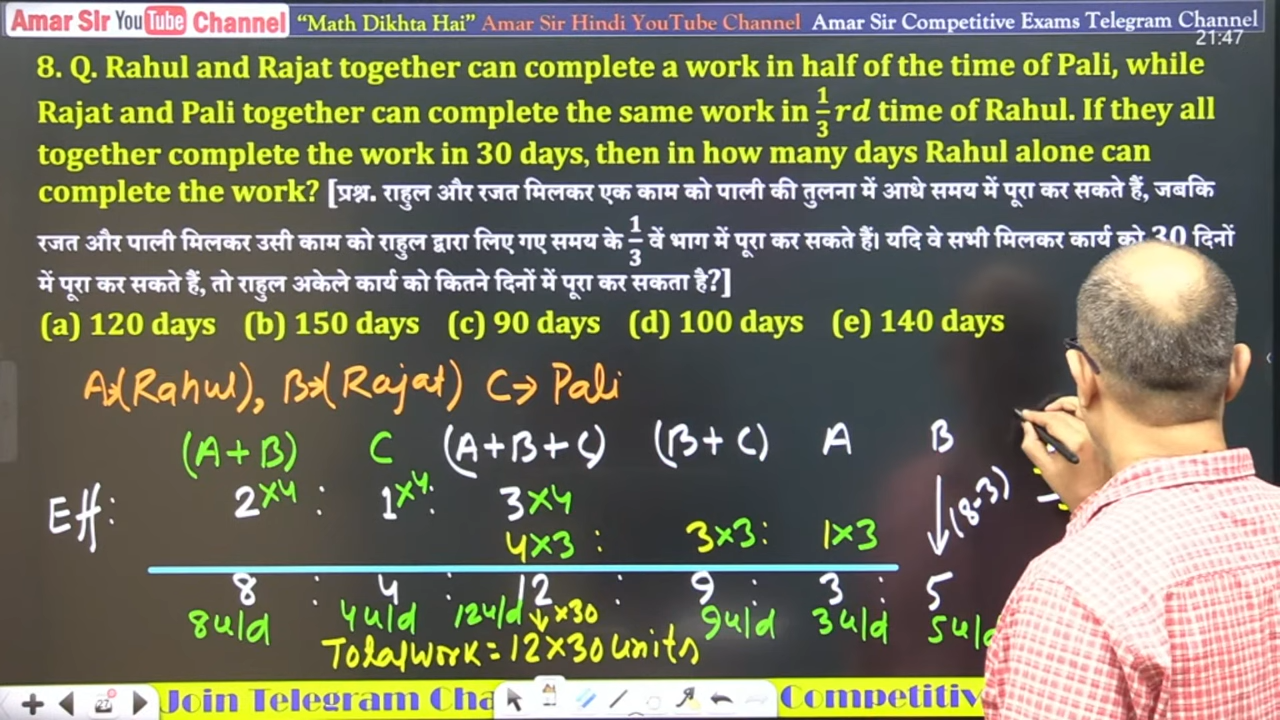 Amar SIr YouTube Channel "Math Dikhta Hai" Amar Sir Hindi YouTube Channel Amar Sir Competitive Exams Telegram Channel
21:47
8. Q. Rahul and Rajat together can complete a work in half of the time of Pali, while
Rajat and Pali together can complete the same work in 1/3 rd time of Rahul. If they all
together complete the work in 30 days, then in how many days Rahul alone can
complete the work? [प्रश्न. राहुल और रजत मिलकर एक काम को पाली की तुलना में आधे समय में पूरा कर सकते हैं, जबकि
रजत और पाली मिलकर उसी काम को राहुल द्वारा लिए गए समय के 1/3 वें भाग में पूरा कर सकते हैं। यदि वे सभी मिलकर कार्य को 30 दिनों
में पूरा कर सकते हैं, तो राहुल अकेले कार्य को कितने दिनों में पूरा कर सकता है?]
(a) 120 days (b) 150 days (c) 90 days (d) 100 days (e) 140 days
A→(Rahul), B→(Rajat) C→ Pali
(A+B) C (A+B+C) (B+C) A B
Eff: 2×4 : 1×4: 3×4
4×3 : 3×3: 1×3 (8-3)
8 : 4 : 12 : 9 : 3 : 5
8u/d 4u/d 12u/d ×30 9u/d 3u/d 5u/d
Total work = 12×30 units
Join Telegram Cha Competitiv